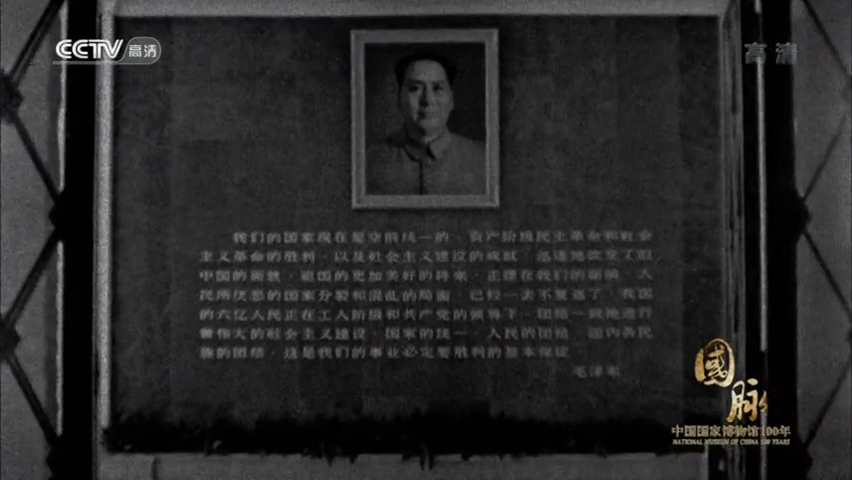 CCTV 高清
高清
我们的国家现在是空前统一的。资产阶级民主革命和社会
主义革命的胜利，以及社会主义建设的成就，迅速地改变了旧
中国的面貌。祖国的更加美好的将来，正摆在我们的面前。人
民所厌恶的国家分裂和混乱的局面，已经一去不复返了。我国
的六亿人民正在工人阶级和共产党的领导下，团结一致地进行
着伟大的社会主义建设。国家的统一，人民的团结，国内各民
族的团结，这是我们的事业必定要胜利的基本保证
毛泽东
國
脉
中国国家博物馆100年
NATIONAL MUSEUM OF CHINA 100 YEARS